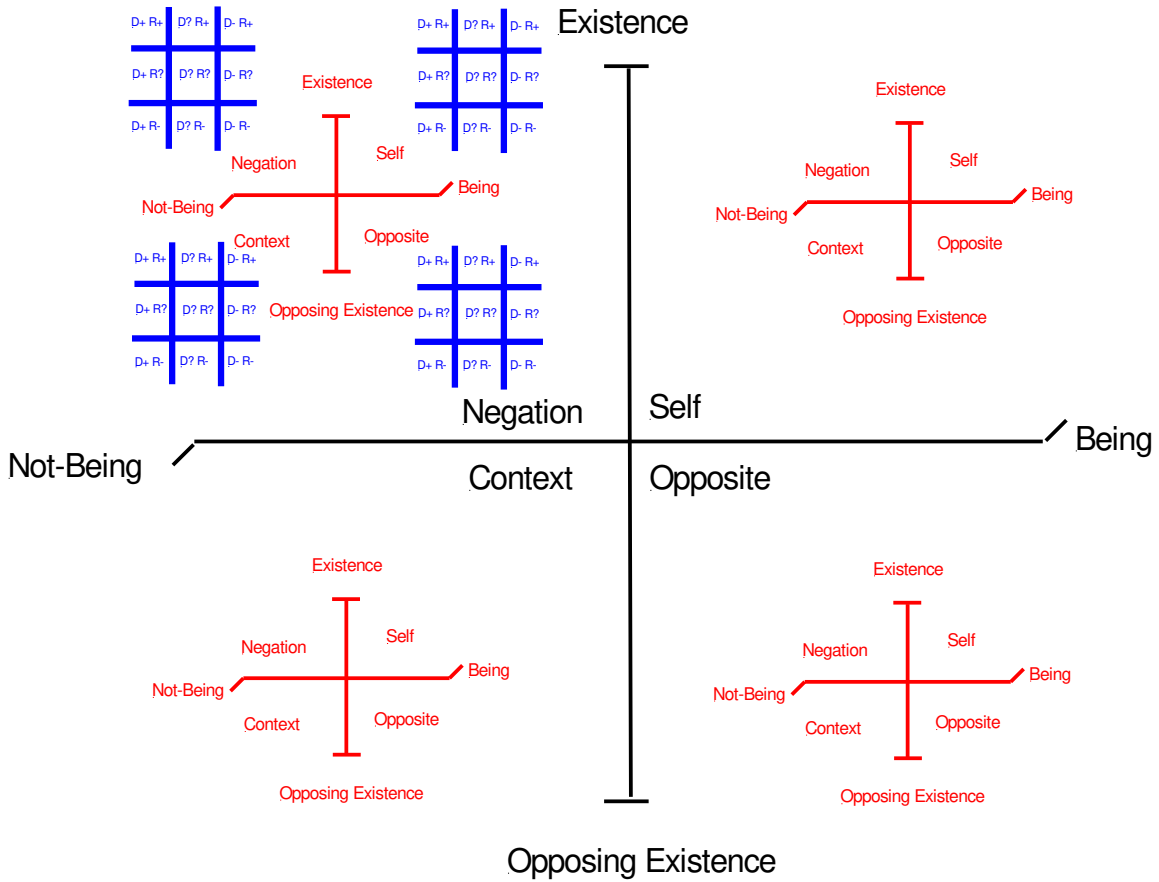 Existence
D+ R+ D? R+ D- R+
D+ R? D? R? D- R?
D+ R- D? R- D- R-
D+ R+ D? R+ D- R+
D+ R? D? R? D- R?
D+ R- D? R- D- R-
Existence
Negation
Self
Not-Being
Being
Context
Opposite
Opposing Existence
D+ R+ D? R+ D- R+
D+ R? D? R? D- R?
D+ R- D? R- D- R-
D+ R+ D? R+ D- R+
D+ R? D? R? D- R?
D+ R- D? R- D- R-
Existence
Negation
Self
Not-Being
Being
Context
Opposite
Opposing Existence
Negation
Self
Not-Being
Being
Context
Opposite
Existence
Negation
Self
Not-Being
Being
Context
Opposite
Opposing Existence
Existence
Negation
Self
Not-Being
Being
Context
Opposite
Opposing Existence
Opposing Existence